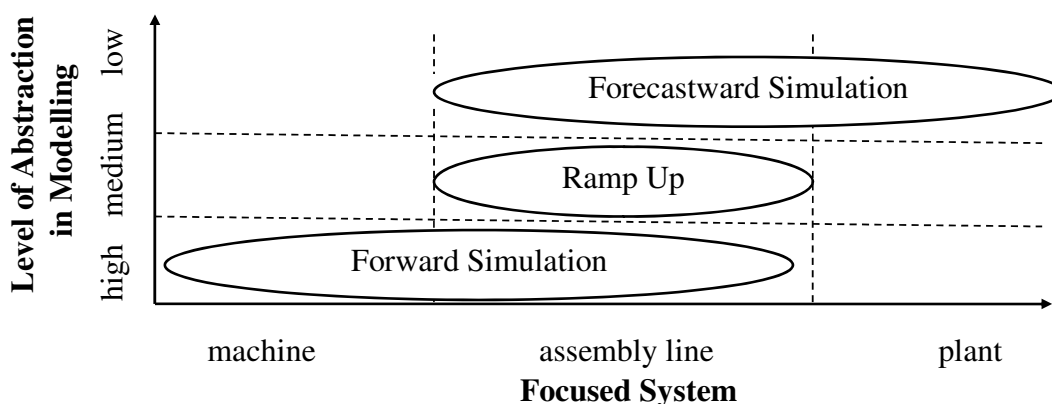 Level of Abstraction
in Modelling
low
medium
high
Forecastward Simulation
Ramp Up
Forward Simulation
machine
assembly line
plant
Focused System